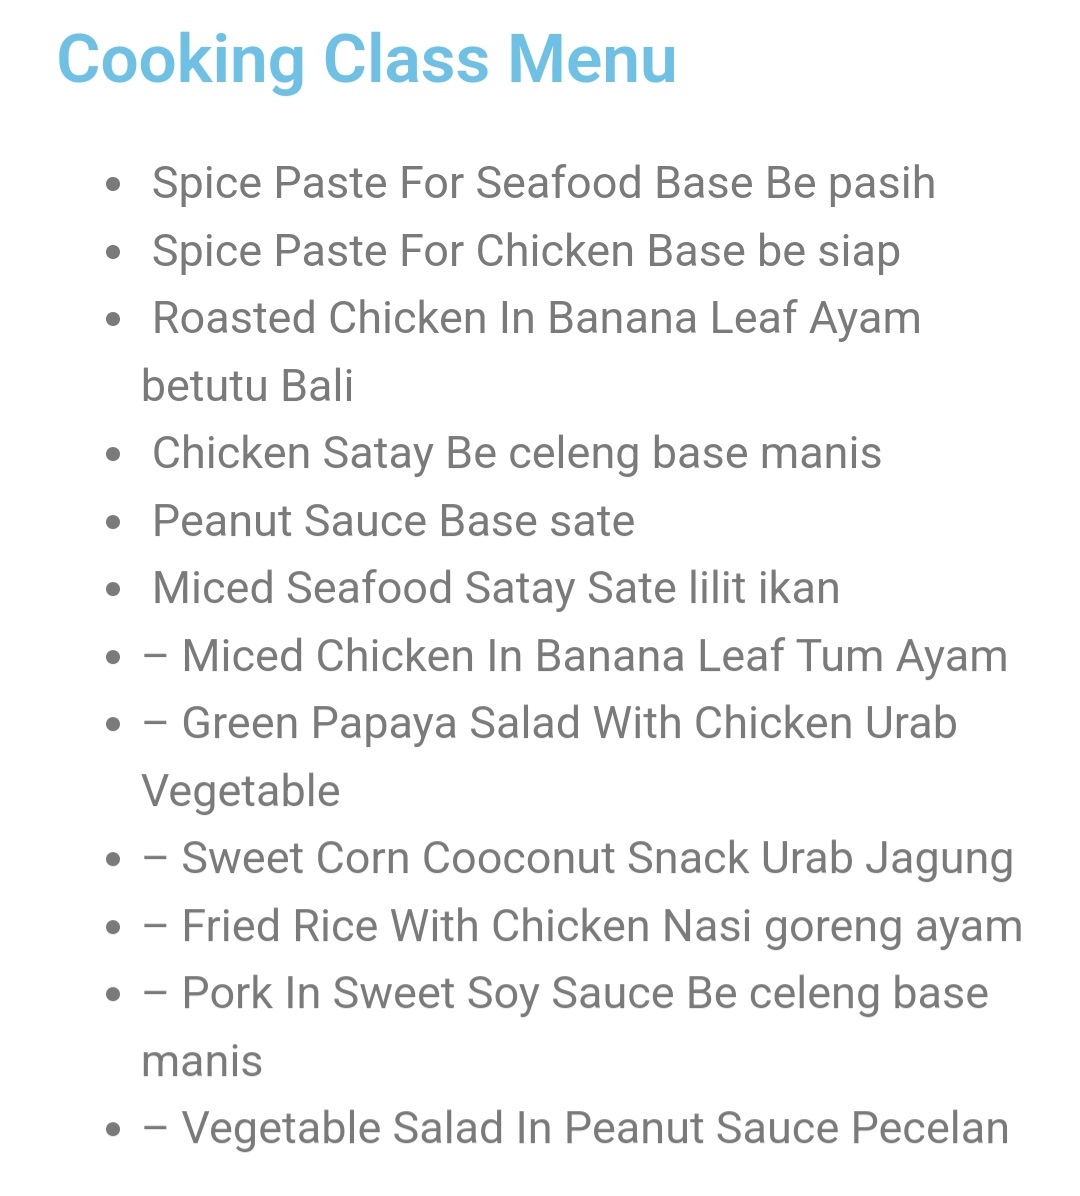 Cooking Class Menu
• Spice Paste For Seafood Base Be pasih
• Spice Paste For Chicken Base be siap
• Roasted Chicken In Banana Leaf Ayam
betutu Bali
• Chicken Satay Be celeng base manis
• Peanut Sauce Base sate
• Miced Seafood Satay Sate lilit ikan
• – Miced Chicken In Banana Leaf Tum Ayam
• – Green Papaya Salad With Chicken Urab
Vegetable
• – Sweet Corn Cooconut Snack Urab Jagung
• – Fried Rice With Chicken Nasi goreng ayam
• – Pork In Sweet Soy Sauce Be celeng base
manis
• – Vegetable Salad In Peanut Sauce Pecelan